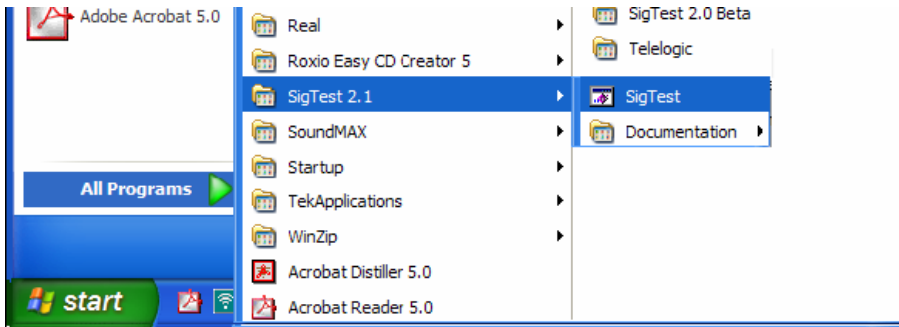 Adobe Acrobat 5.0
All Programs
start
Real
Roxio Easy CD Creator 5
SigTest 2.1
SoundMAX
Startup
TekApplications
WinZip
Acrobat Distiller 5.0
Acrobat Reader 5.0
SigTest 2.0 Beta
Telelogic
SigTest
Documentation